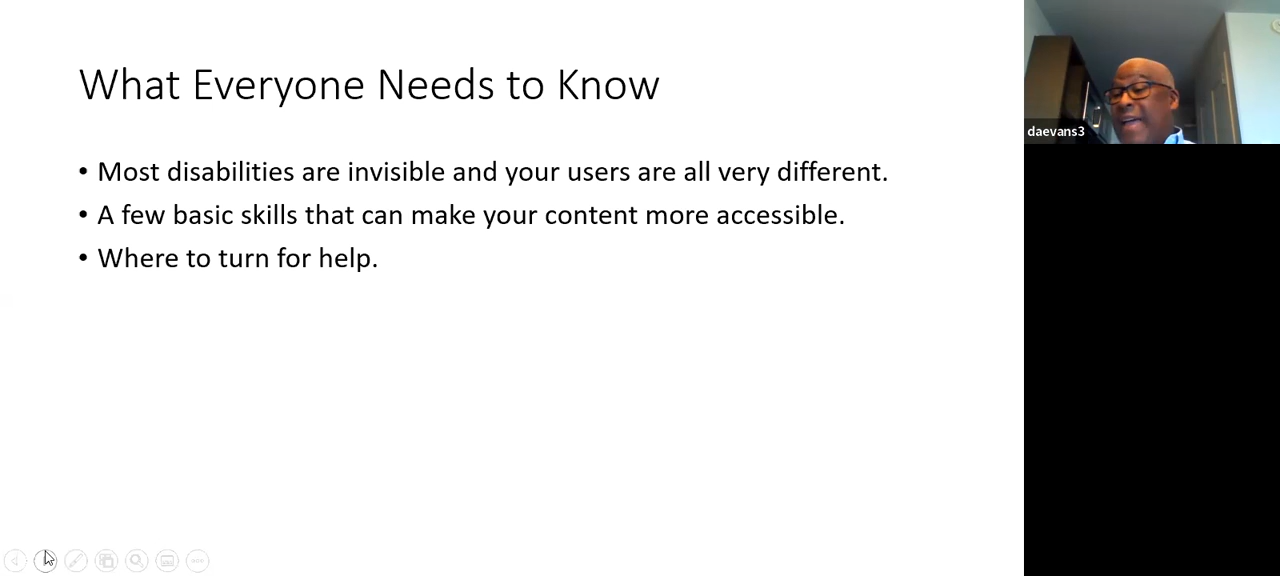 What Everyone Needs to Know
• Most disabilities are invisible and your users are all very different.
• A few basic skills that can make your content more accessible.
• Where to turn for help.
daevans3